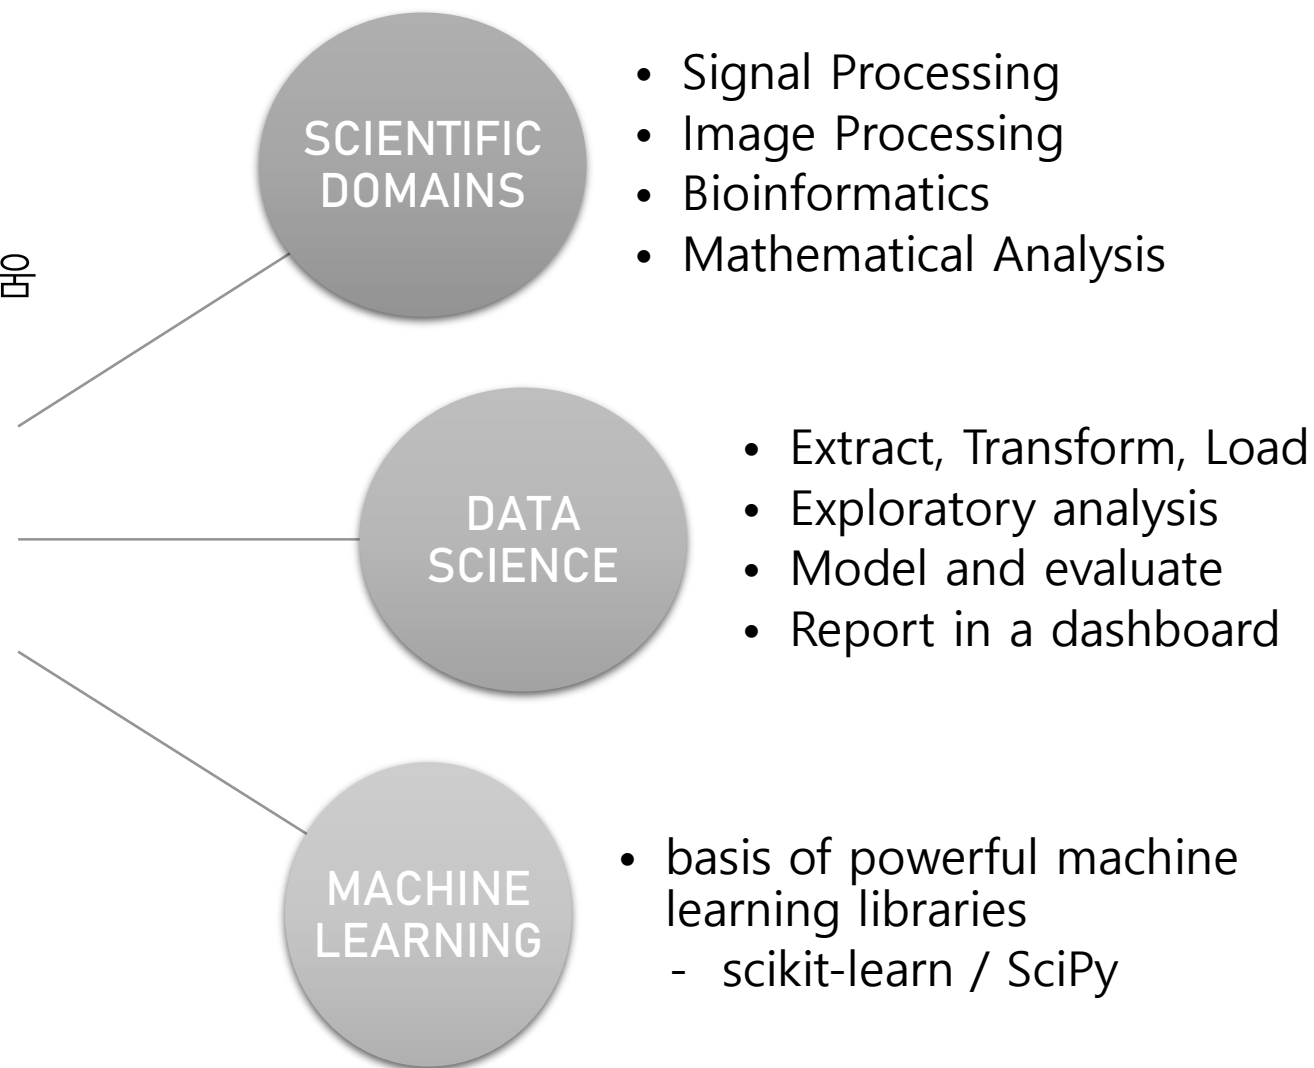 SCIENTIFIC
DOMAINS
• Signal Processing
• Image Processing
• Bioinformatics
• Mathematical Analysis
DATA
SCIENCE
• Extract, Transform, Load
• Exploratory analysis
• Model and evaluate
• Report in a dashboard
MACHINE
LEARNING
• basis of powerful machine
learning libraries
- scikit-learn / SciPy